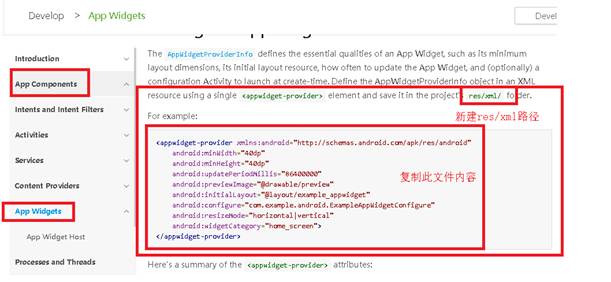 Develop > App Widgets
Devel
Introduction
App Components
Intents and Intent Filters
Activities
Services
Content Providers
App Widgets
App Widget Host
Processes and Threads
The AppWidgetProviderInfo defines the essential qualities of an App Widget, such as its minimum
layout dimensions, its initial layout resource, how often to update the App Widget, and (optionally) a
configuration Activity to launch at create-time. Define the AppWidgetProviderInfo object in an XML
resource using a single <appwidget-provider> element and save it in the project's res/xml/ folder.
新建res/xml路径
For example:
<appwidget-provider xmlns:android="http://schemas.android.com/apk/res/android"
android:minWidth="40dp"
android:minHeight="40dp"
android:updatePeriodMillis="86400000"
android:previewImage="@drawable/preview"
android:initialLayout="@layout/example_appwidget"
android:configure="com.example.android.ExampleAppWidgetConfigure"
android:resizeMode="horizontal|vertical"
android:widgetCategory="home_screen">
</appwidget-provider>
复制此文件内容
Here's a summary of the <appwidget-provider> attributes: